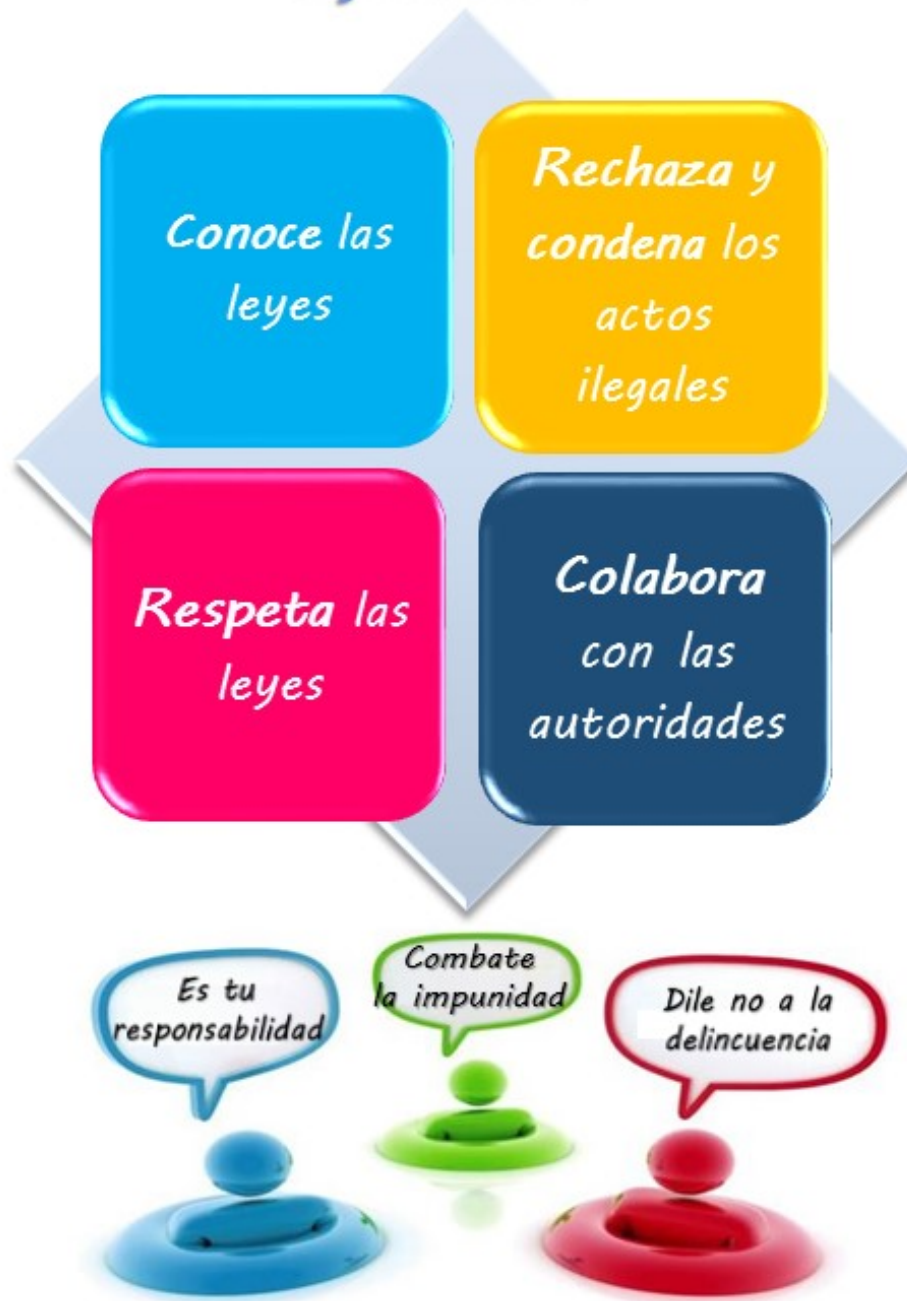 Conoce las
leyes
Rechaza y
condena los
actos
ilegales
Respeta las
leyes
Colabora
con las
autoridades
Es tu
responsabilidad
Combate
la impunidad
Dile no a la
delincuencia